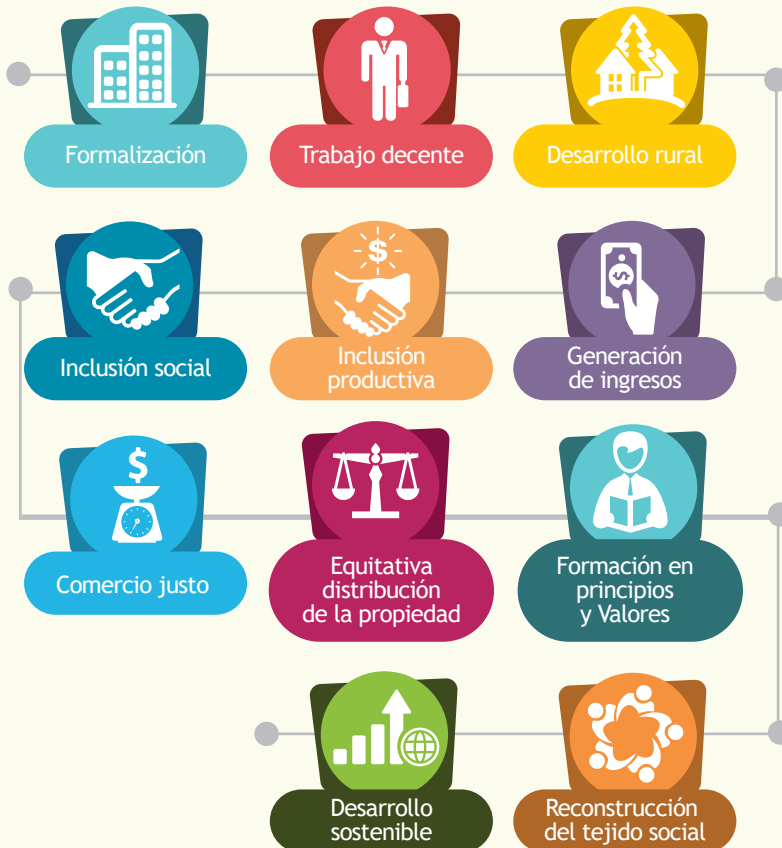 Formalización
Trabajo decente
Desarrollo rural
Inclusión social
Inclusión
productiva
Generación
de ingresos
Comercio justo
Equitativa
distribución
de la propiedad
Formación en
principios
y Valores
Desarrollo
sostenible
Reconstrucción
del tejido social